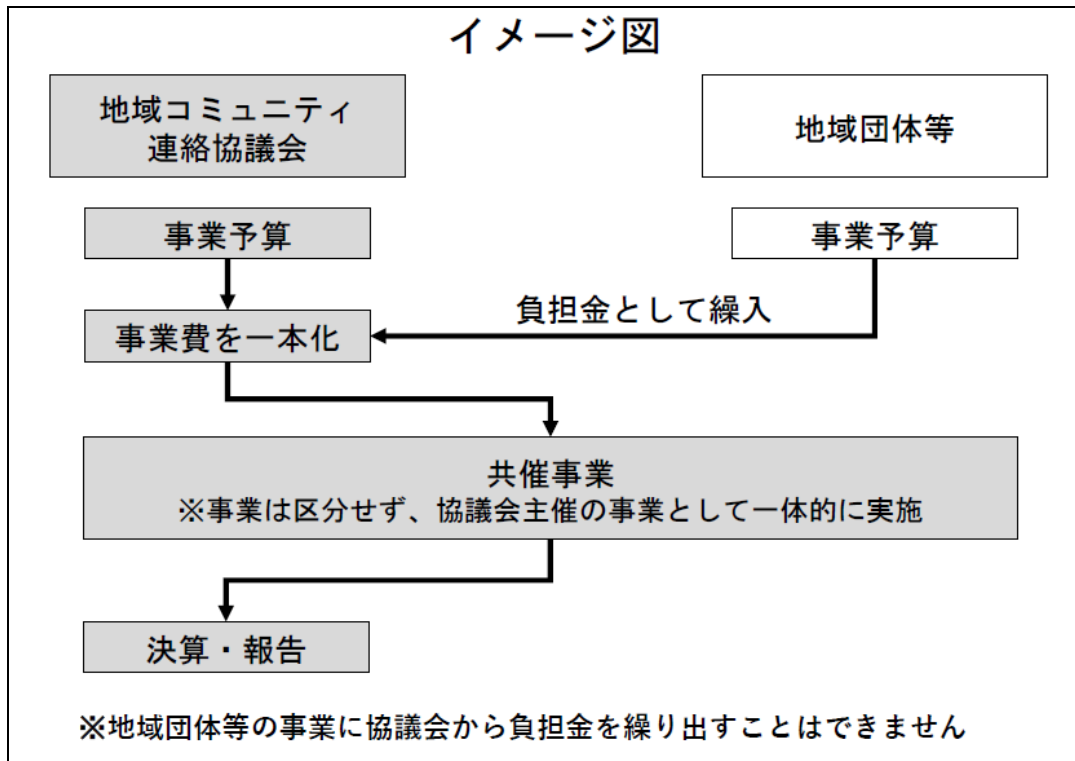 イメージ図
地域コミュニティ
連絡協議会
地域団体等
事業予算
事業予算
負担金として繰入
事業費を一本化
共催事業
※事業は区分せず、協議会主催の事業として一体的に実施
決算・報告
※地域団体等の事業に協議会から負担金を繰り出すことはできません